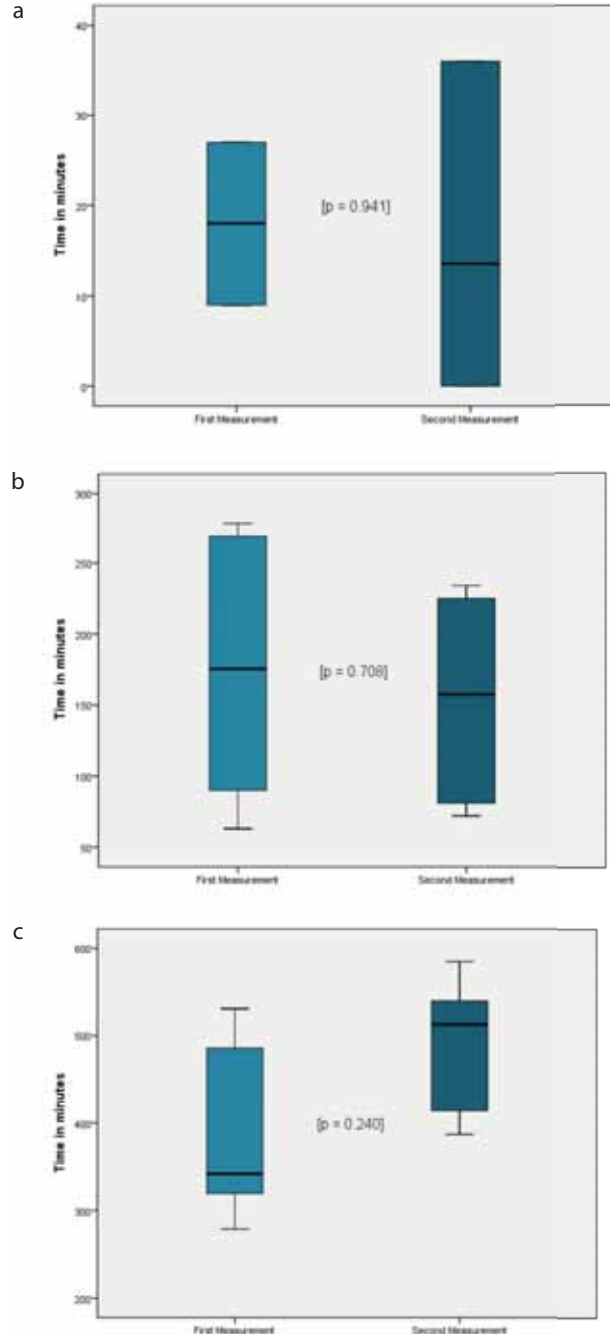 a
40
30
20
10
0
Time in minutes
[p = 0.941]
First Measurement
Second Measurement
b
300
250
200
150
100
50
Time in minutes
[p = 0.708]
First Measurement
Second Measurement
c
600
500
400
300
200
Time in minutes
[p = 0.240]
First Measurement
Second Measurement